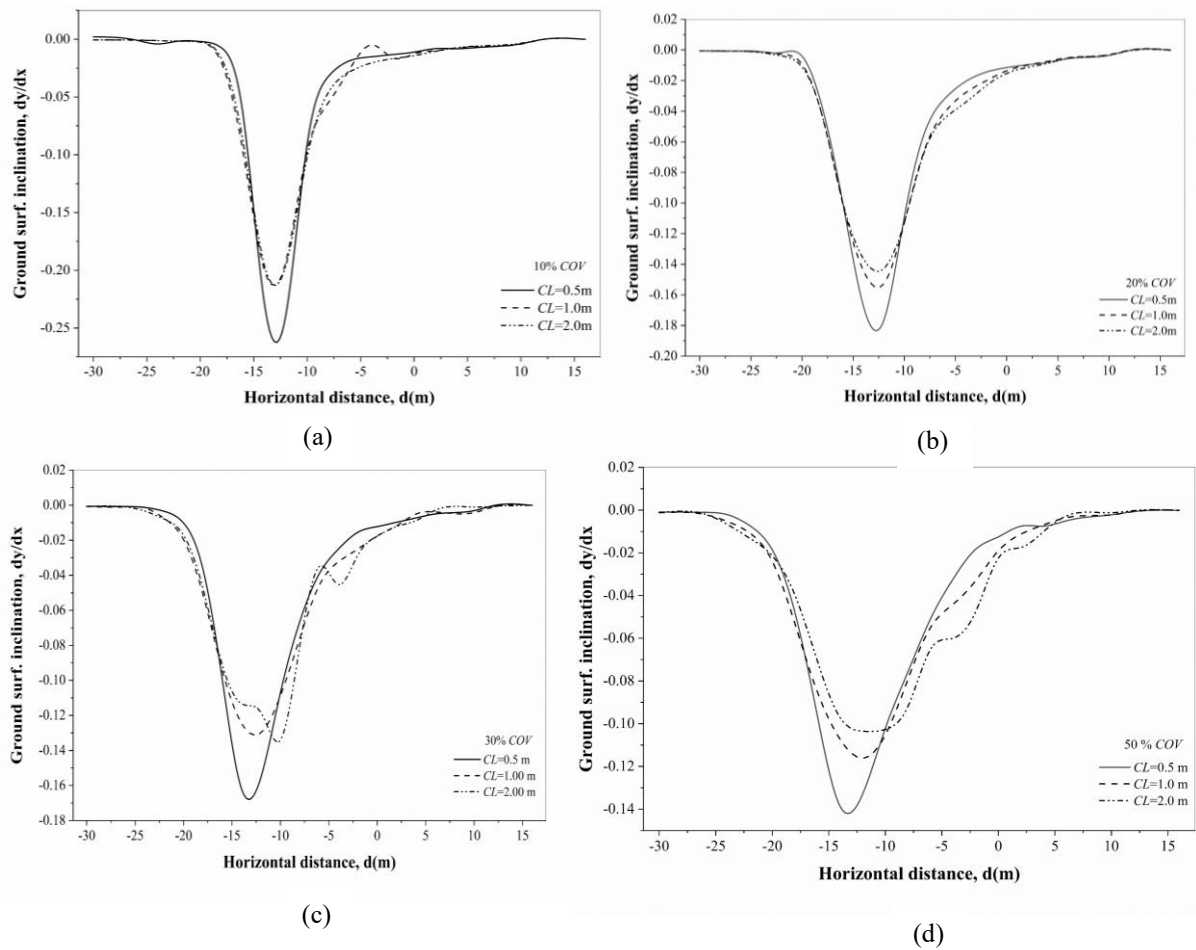 0.00
-0.05
-0.10
-0.15
-0.20
-0.25
Ground surf. inclination, dy/dx
10% COV
CL=0.5m
CL=1.0m
CL=2.0m
-30 -25 -20 -15 -10 -5 0 5 10 15
Horizontal distance, d(m)
(a)
0.02
0.00
-0.02
-0.04
-0.06
-0.08
-0.10
-0.12
-0.14
-0.16
-0.18
-0.20
Ground surf. inclination, dy/dx
20% COV
CL=0.5m
CL=1.0m
CL=2.0m
-30 -25 -20 -15 -10 -5 0 5 10 15
Horizontal distance, d(m)
(b)
0.02
0.00
-0.02
-0.04
-0.06
-0.08
-0.10
-0.12
-0.14
-0.16
-0.18
Ground surf. inclination, dy/dx
30% COV
CL=0.5 m
CL=1.00 m
CL=2.00 m
-30 -25 -20 -15 -10 -5 0 5 10 15
Horizontal distance, d(m)
(c)
0.02
0.00
-0.02
-0.04
-0.06
-0.08
-0.10
-0.12
-0.14
Ground surf. inclination, dy/dx
50 % COV
CL=0.5 m
CL=1.0 m
CL=2.0 m
-30 -25 -20 -15 -10 -5 0 5 10 15
Horizontal distance, d(m)
(d)